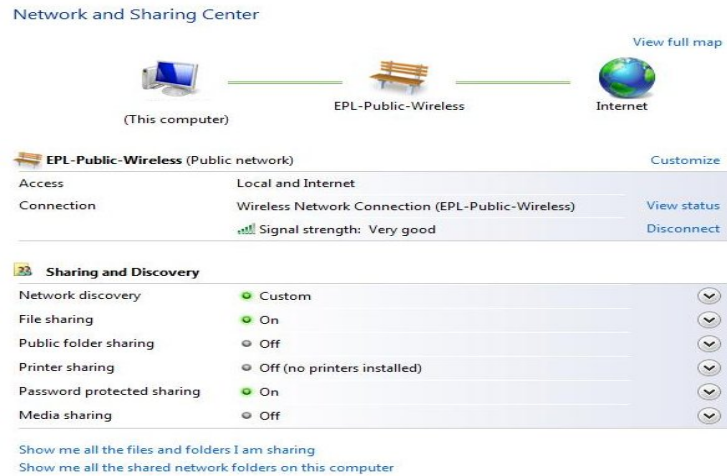 Network and Sharing Center
View full map
(This computer)
EPL-Public-Wireless
Internet
EPL-Public-Wireless (Public network) Customize
Access Local and Internet
Connection Wireless Network Connection (EPL-Public-Wireless) View status
Signal strength: Very good Disconnect
Sharing and Discovery
Network discovery Custom
File sharing On
Public folder sharing Off
Printer sharing Off (no printers installed)
Password protected sharing On
Media sharing Off
Show me all the files and folders I am sharing
Show me all the shared network folders on this computer